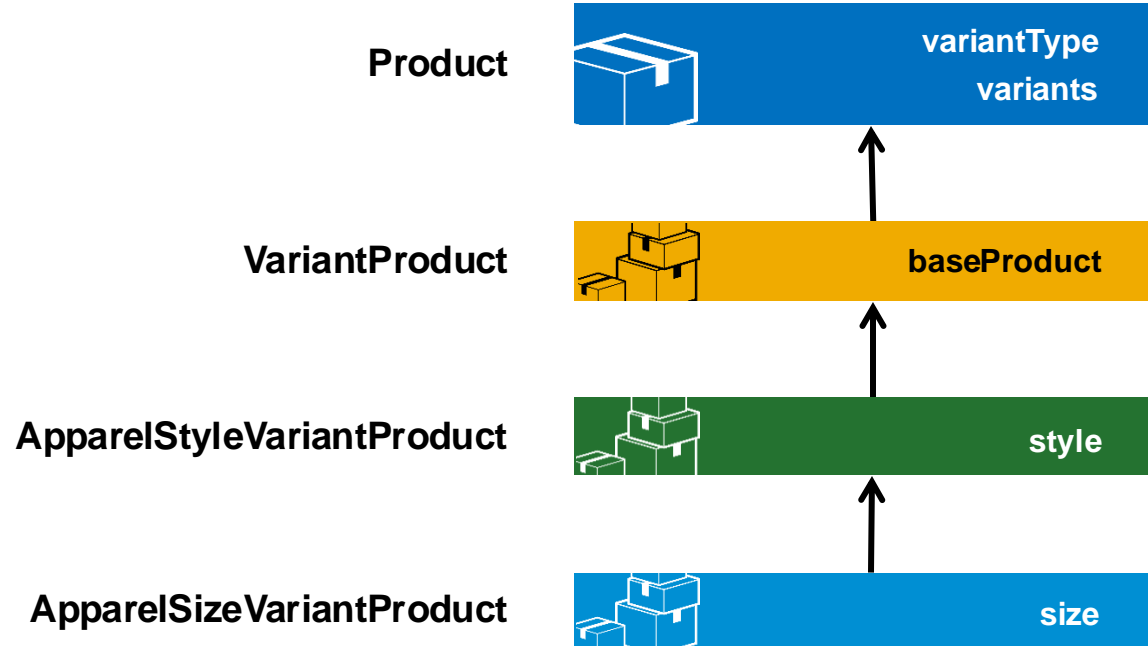 Product
variantType
variants
VariantProduct
baseProduct
ApparelStyleVariantProduct
style
ApparelSizeVariantProduct
size